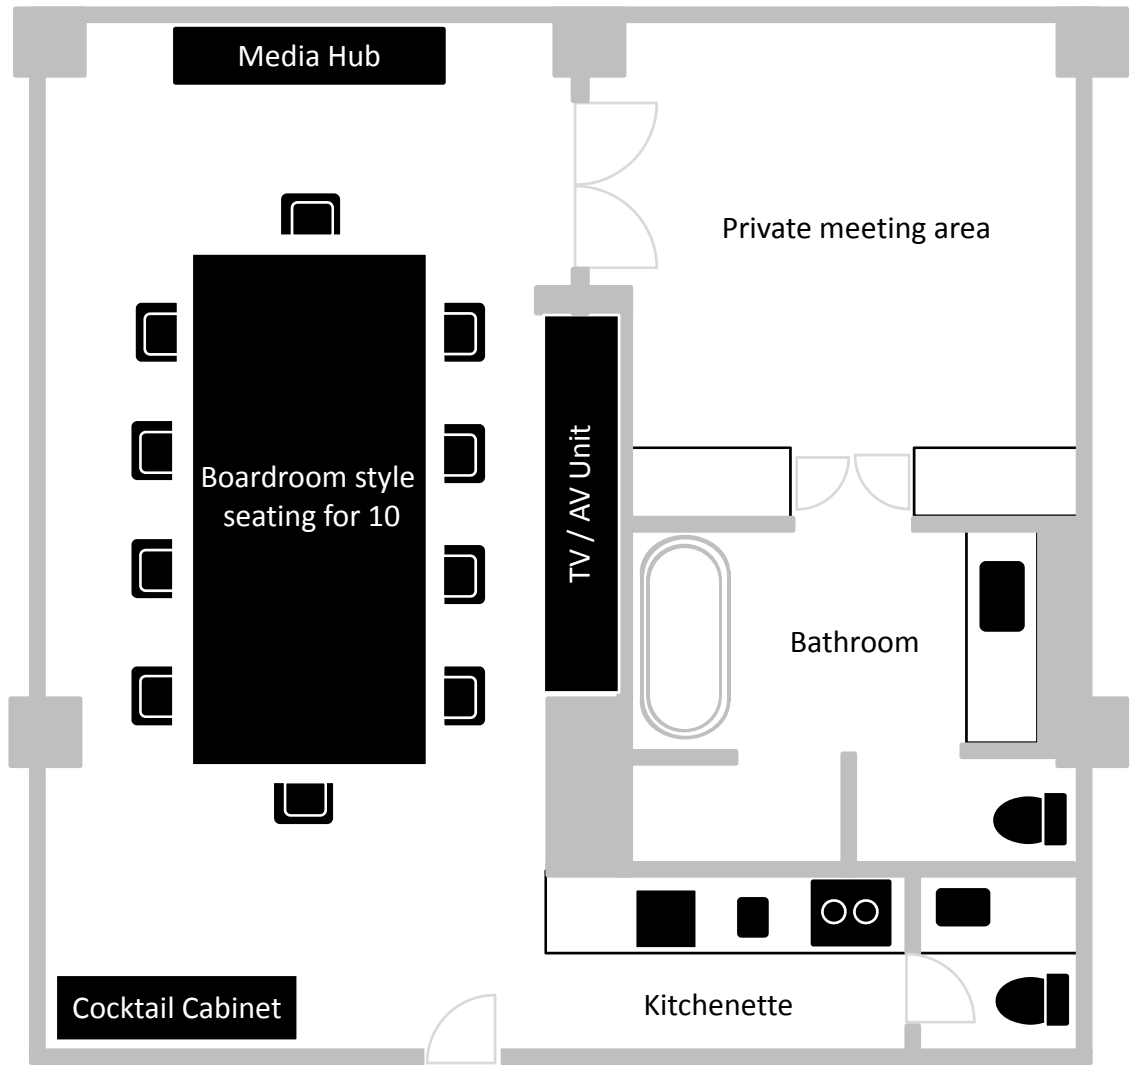 Media Hub
Private meeting area
Boardroom style
seating for 10
TV / AV Unit
Bathroom
Cocktail Cabinet
Kitchenette